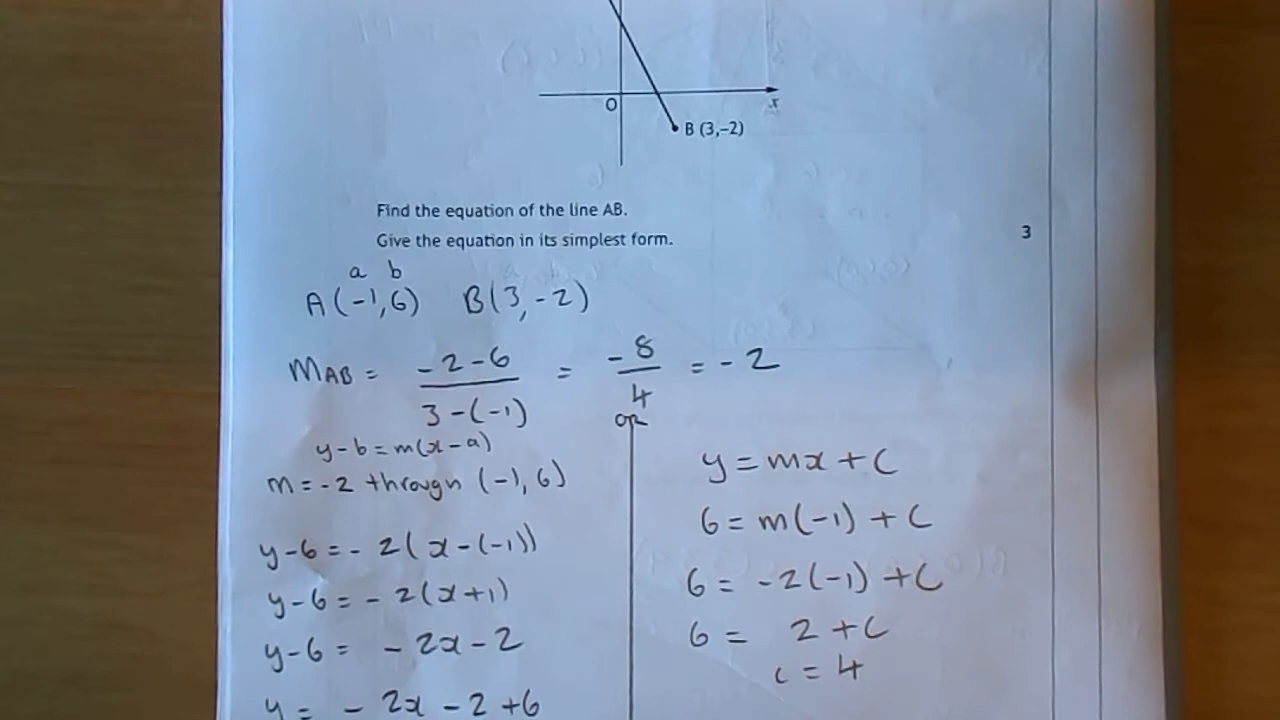 O
x
B (3,–2)
Find the equation of the line AB.
Give the equation in its simplest form.
3
a b
A(-1,6) B(3,-2)
MAB = -2-6 / 3-(-1) = -8 / 4 = -2
OR
y-b=m(x-a)
m=-2 through (-1,6)
y-6=-2(x-(-1))
y-6=-2(x+1)
y-6= -2x-2
y= -2x-2+6
y=mx+c
6=m(-1)+c
6= -2(-1)+c
6= 2+c
c=4